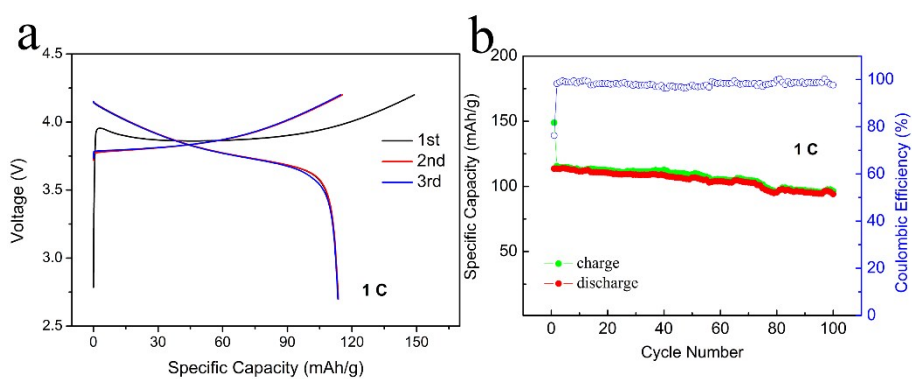 a
4.5
4.0
3.5
3.0
2.5
Voltage (V)
1st
2nd
3rd
1 C
0 30 60 90 120 150
Specific Capacity (mAh/g)
b
200
150
100
50
Specific Capacity (mAh/g)
1 C
charge
discharge
0 20 40 60 80 100
Cycle Number
100
80
60
40
20
0
Coulombic Efficiency (%)